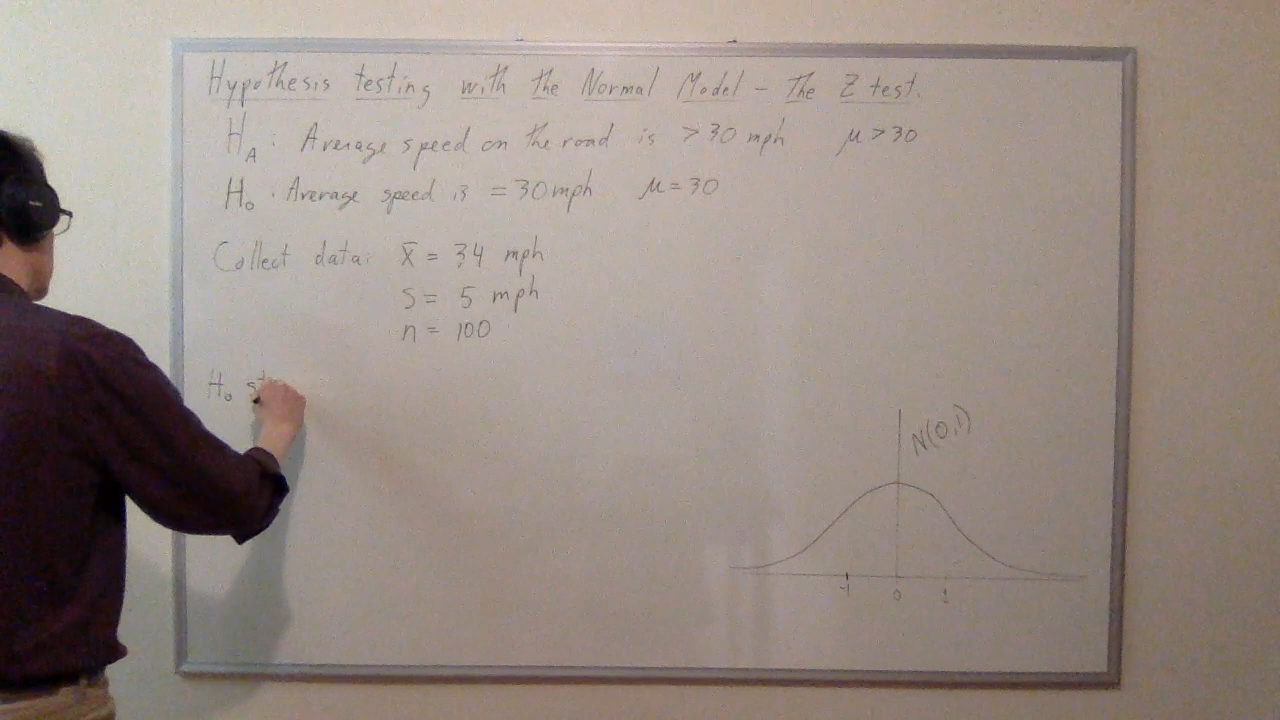 Hypothesis testing with the Normal Model - The Z test.
H_A: Average speed on the road is > 30 mph μ > 30
H_0: Average speed is = 30 mph μ = 30
Collect data: x̄ = 34 mph
S = 5 mph
n = 100
H_0
N(0,1)
-1 0 1